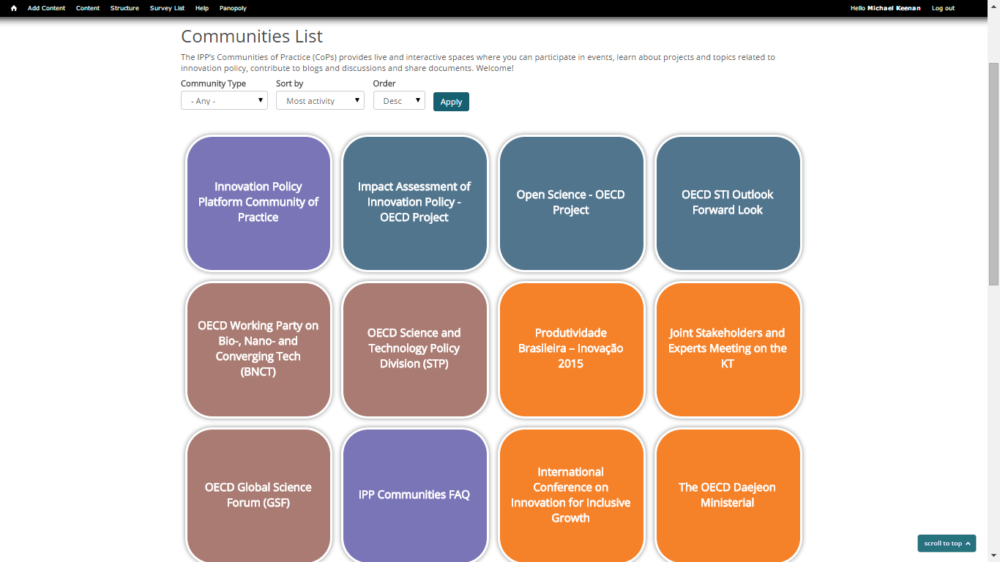 Add Content Content Structure Survey List Help Panopoly Hello Michael Keenan Log out
Communities List
The IPP's Communities of Practice (CoPs) provides live and interactive spaces where you can participate in events, learn about projects and topics related to
innovation policy, contribute to blogs and discussions and share documents. Welcome!
Community Type Sort by Order
- Any - Most activity Desc Apply
Innovation Policy
Platform Community of
Practice
Impact Assessment of
Innovation Policy -
OECD Project
Open Science - OECD
Project
OECD STI Outlook
Forward Look
OECD Working Party on
Bio-, Nano- and
Converging Tech
(BNCT)
OECD Science and
Technology Policy
Division (STP)
Produtividade
Brasileira – Inovação
2015
Joint Stakeholders and
Experts Meeting on the
KT
OECD Global Science
Forum (GSF)
IPP Communities FAQ
International
Conference on
Innovation for Inclusive
Growth
The OECD Daejeon
Ministerial
scroll to top